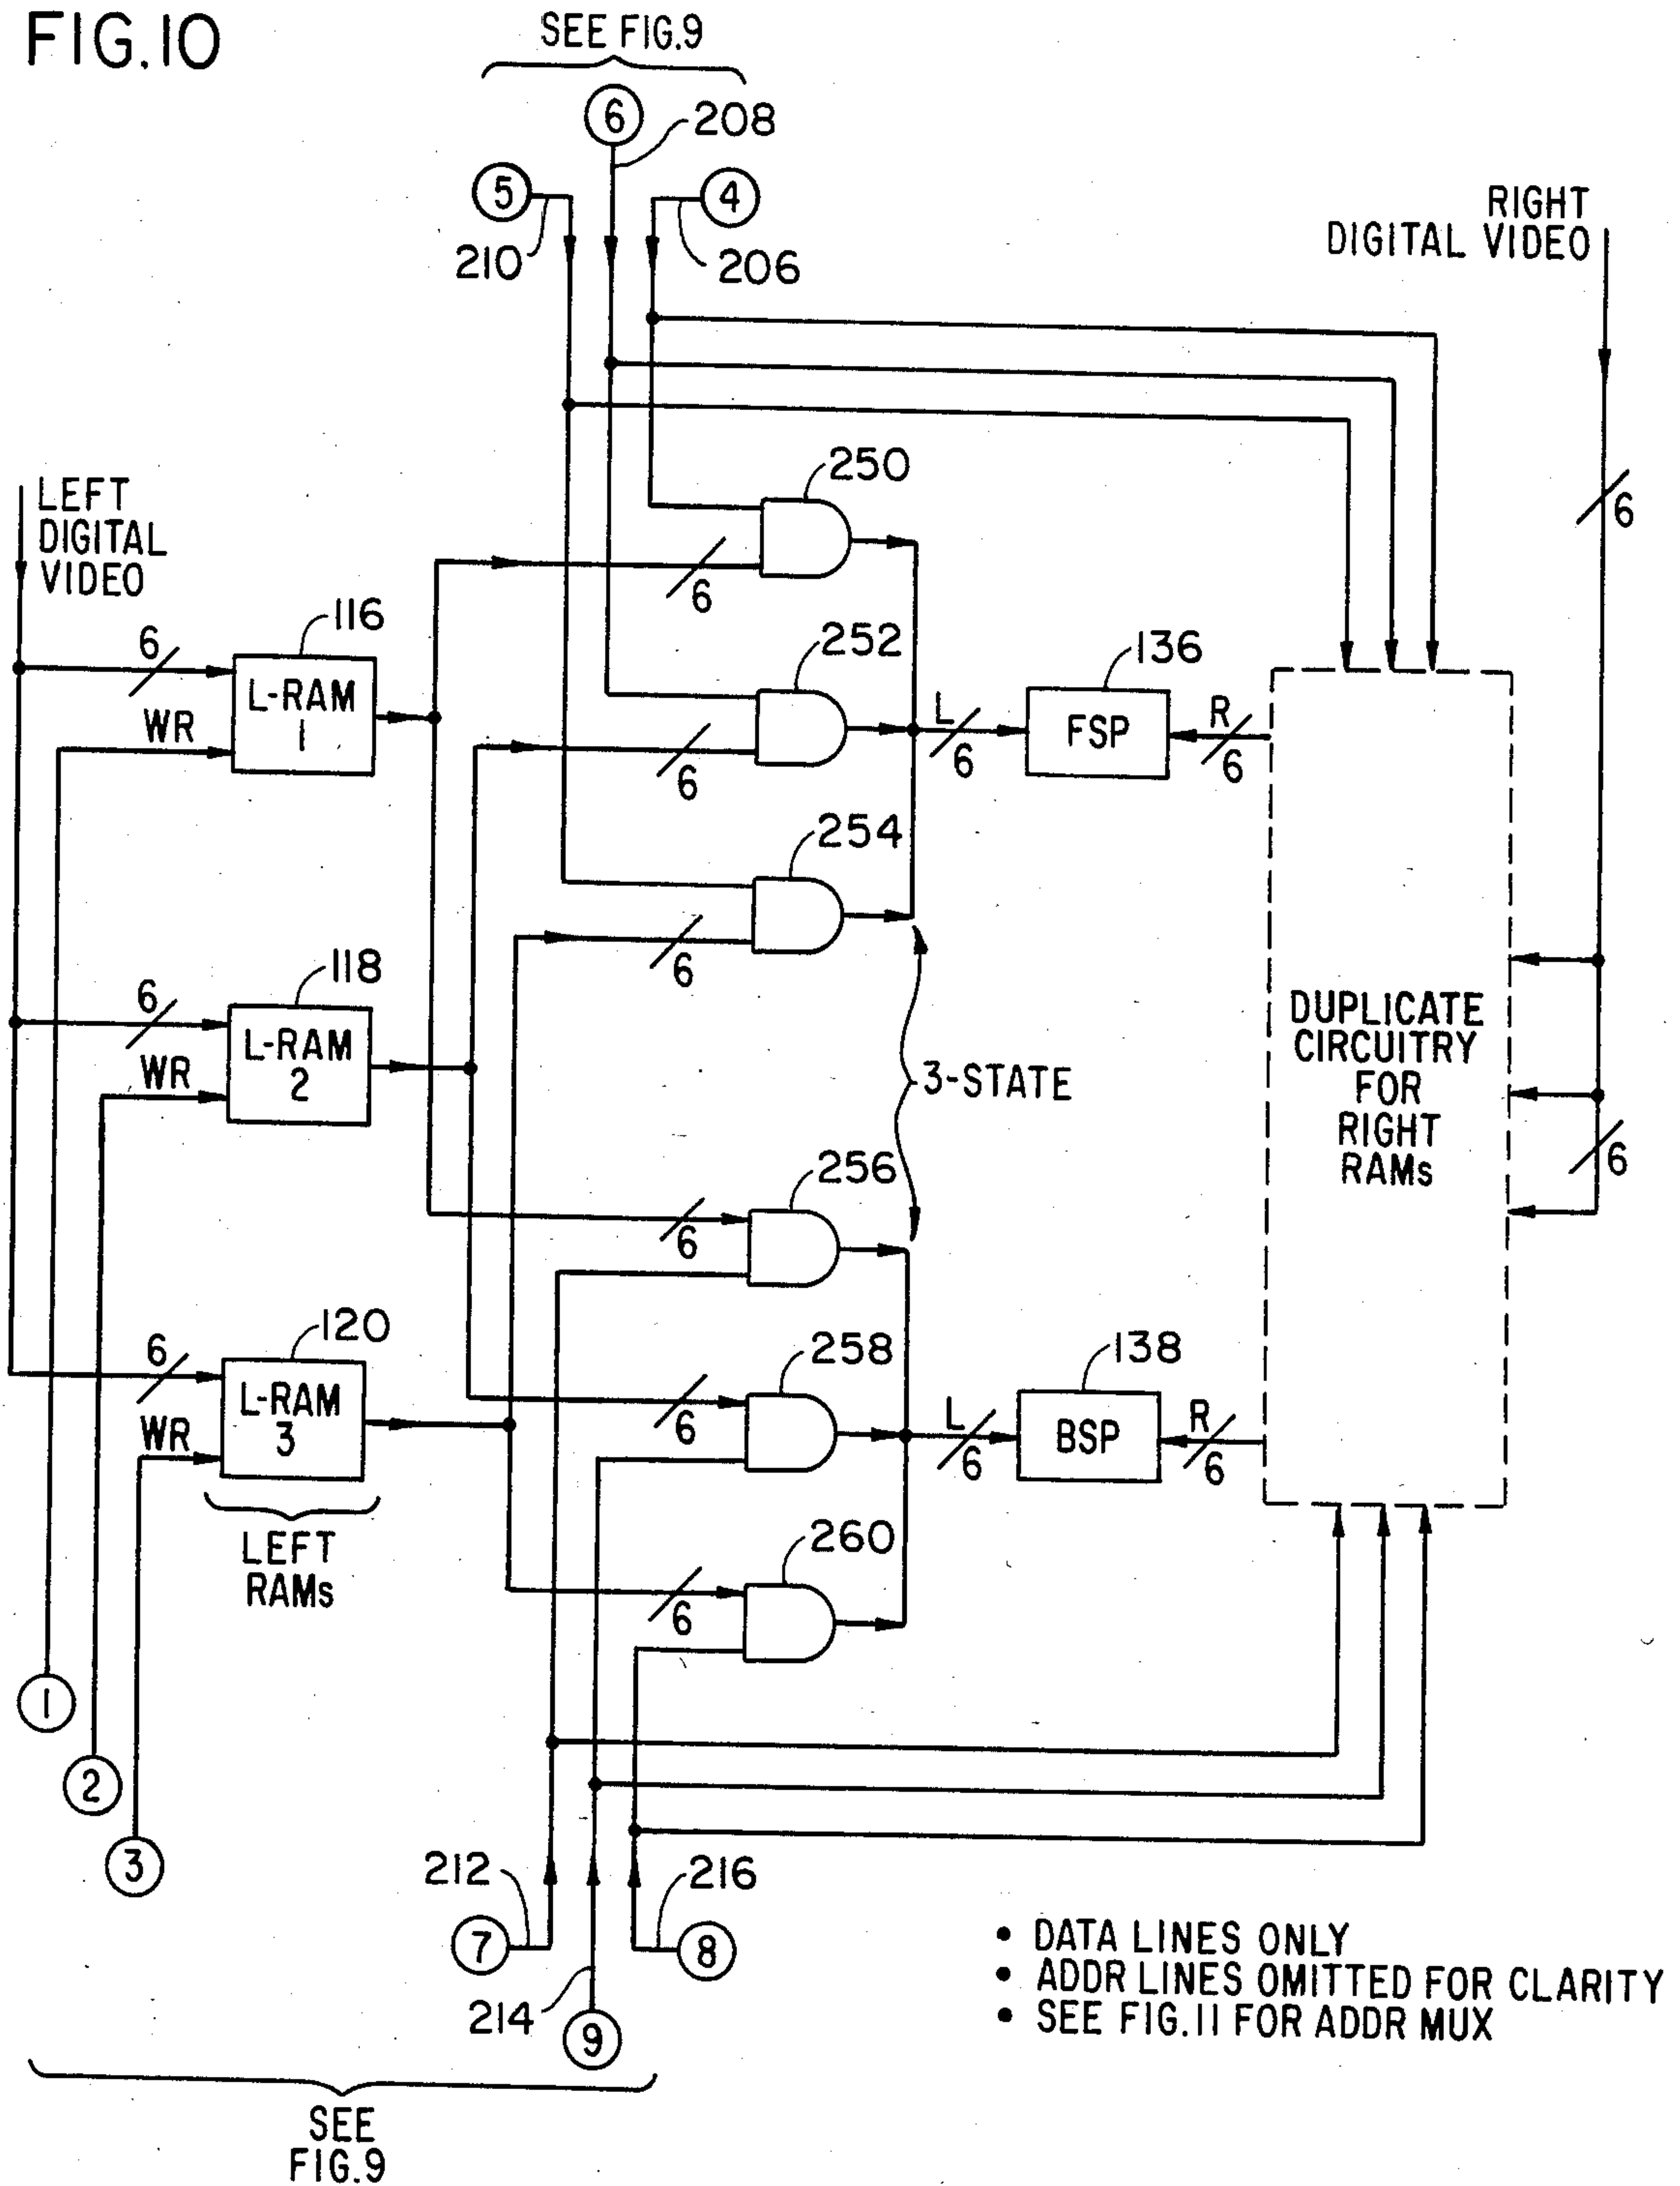 FIG.10
SEE FIG.9
6
208
5
4
210
206
RIGHT
DIGITAL VIDEO
6
LEFT
DIGITAL
VIDEO
250
6
6
116
L-RAM
1
WR
252
6
136
L
6
FSP
R
6
254
6
118
6
L-RAM
2
WR
3-STATE
DUPLICATE
CIRCUITRY
FOR
RIGHT
RAMs
6
256
6
120
6
L-RAM
3
WR
258
6
138
L
6
BSP
R
6
LEFT
RAMs
260
6
1
2
3
212
216
7
8
214
9
• DATA LINES ONLY
• ADDR LINES OMITTED FOR CLARITY
• SEE FIG.11 FOR ADDR MUX
SEE
FIG.9